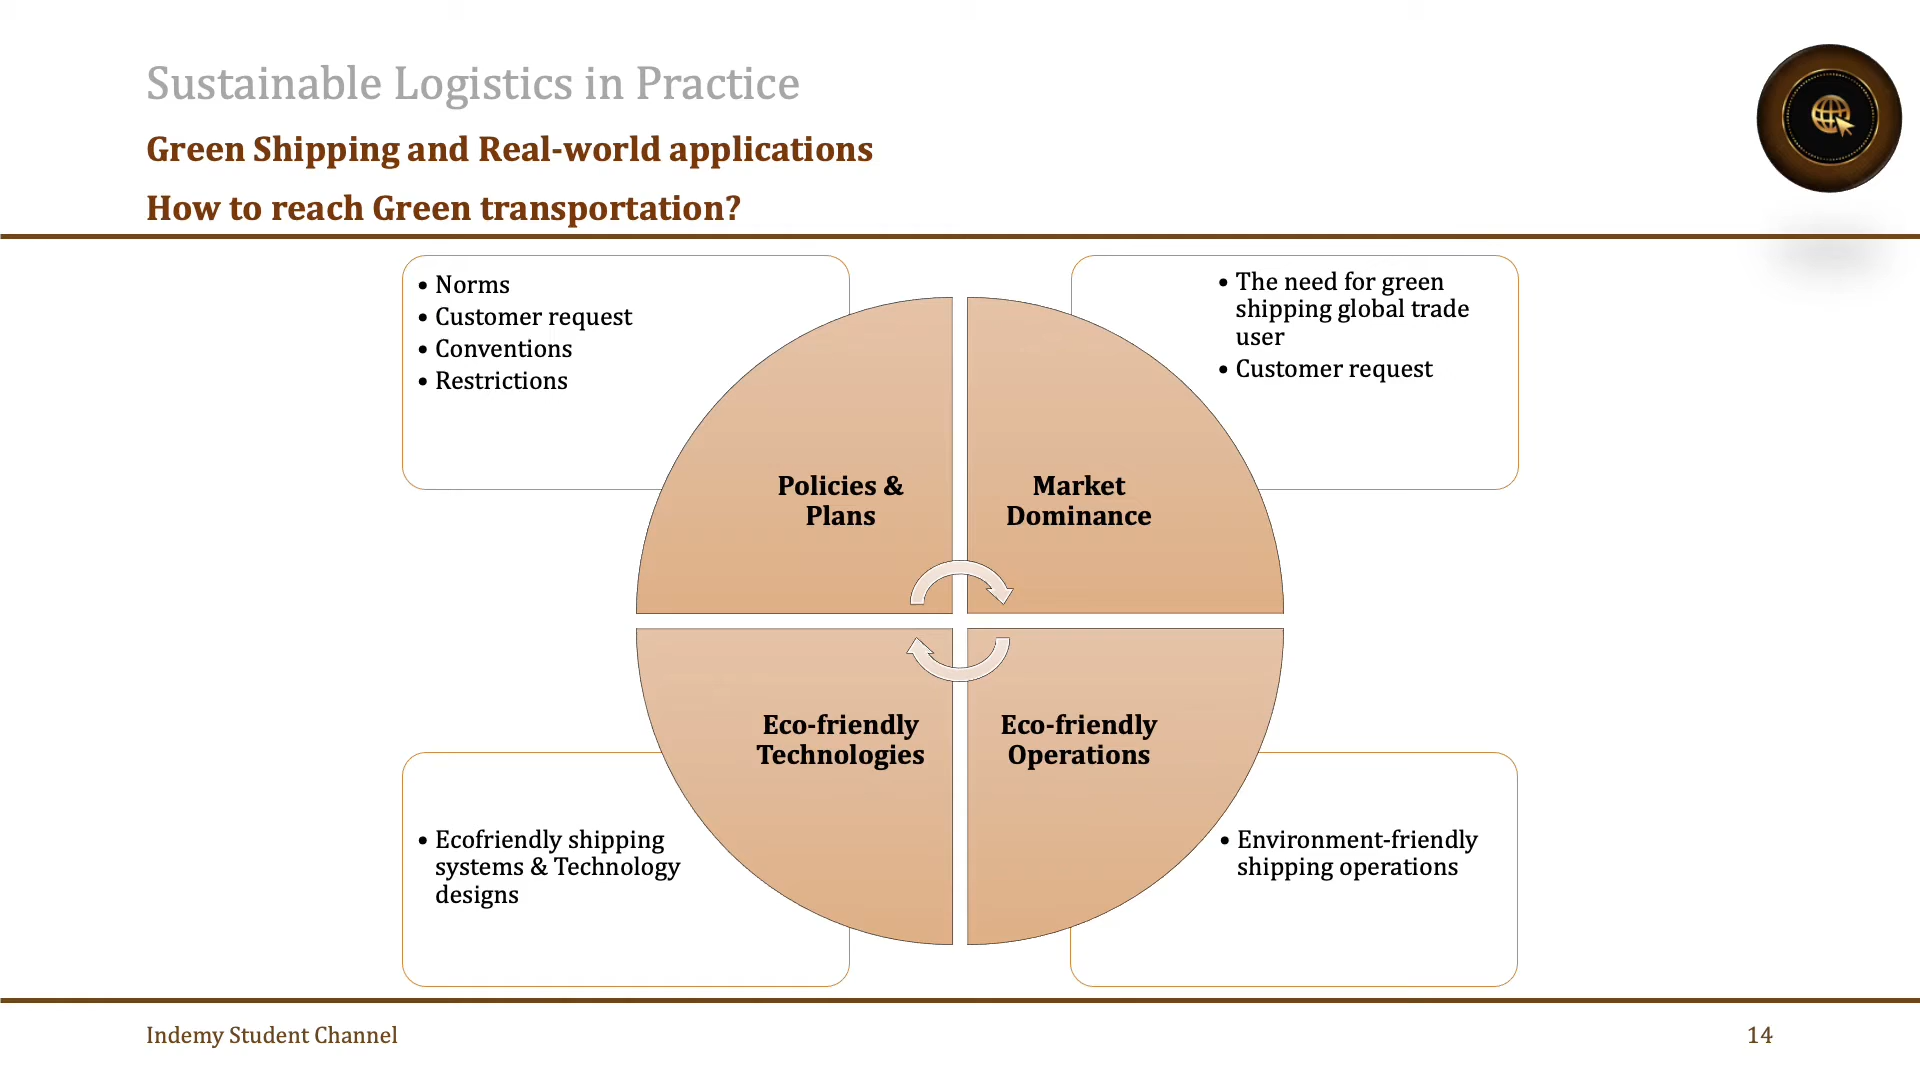 Sustainable Logistics in Practice
Green Shipping and Real-world applications
How to reach Green transportation?
• Norms
• Customer request
• Conventions
• Restrictions
• The need for green
shipping global trade
user
• Customer request
Policies &
Plans
Market
Dominance
Eco-friendly
Technologies
Eco-friendly
Operations
• Ecofriendly shipping
systems & Technology
designs
• Environment-friendly
shipping operations
Indemy Student Channel
14